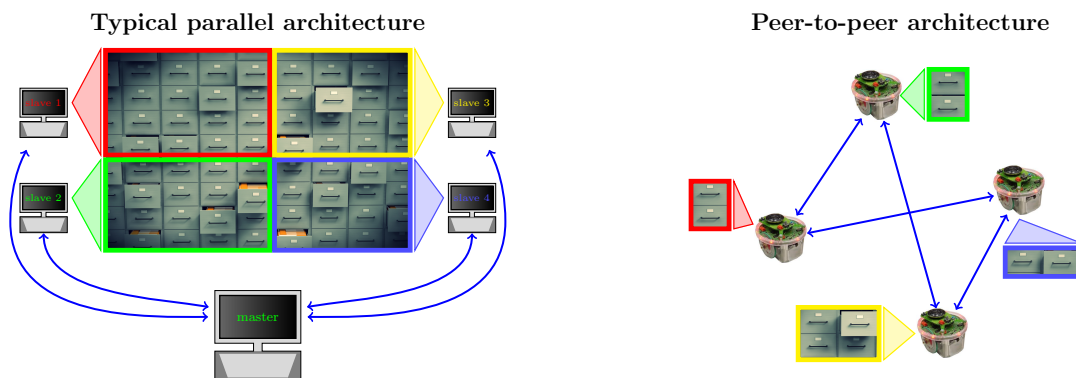 Typical parallel architecture
Peer-to-peer architecture
slave 1
slave 3
slave 2
slave 4
master